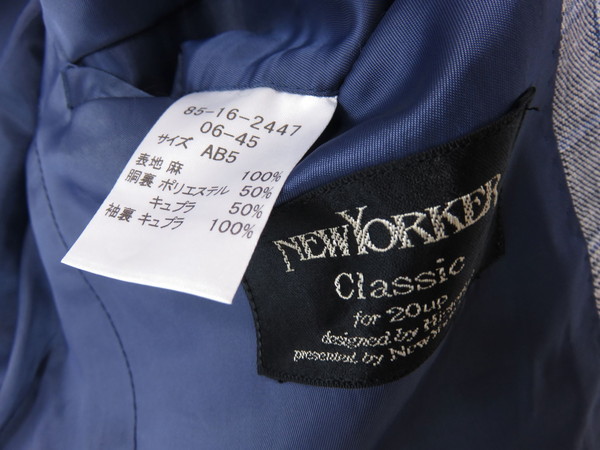 85-16-2447
06-45
サイズ AB5
表地 麻 100%
胴裏 ポリエステル 50%
キュプラ 50%
袖裏 キュプラ 100%
NEWYORKER
Classic
for 20up
designed by
presented by